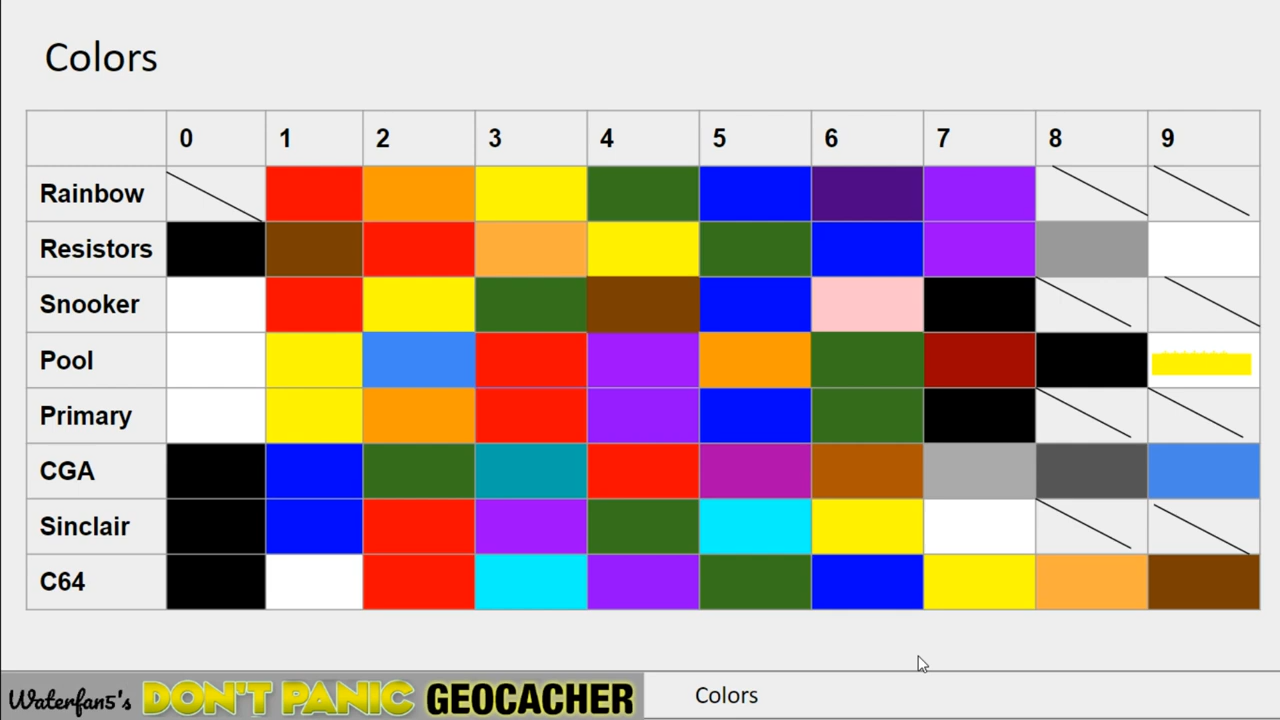 Colors
0 1 2 3 4 5 6 7 8 9
Rainbow
Resistors
Snooker
Pool
Primary
CGA
Sinclair
C64
Waterfan5's DON'T PANIC GEOCACHER Colors